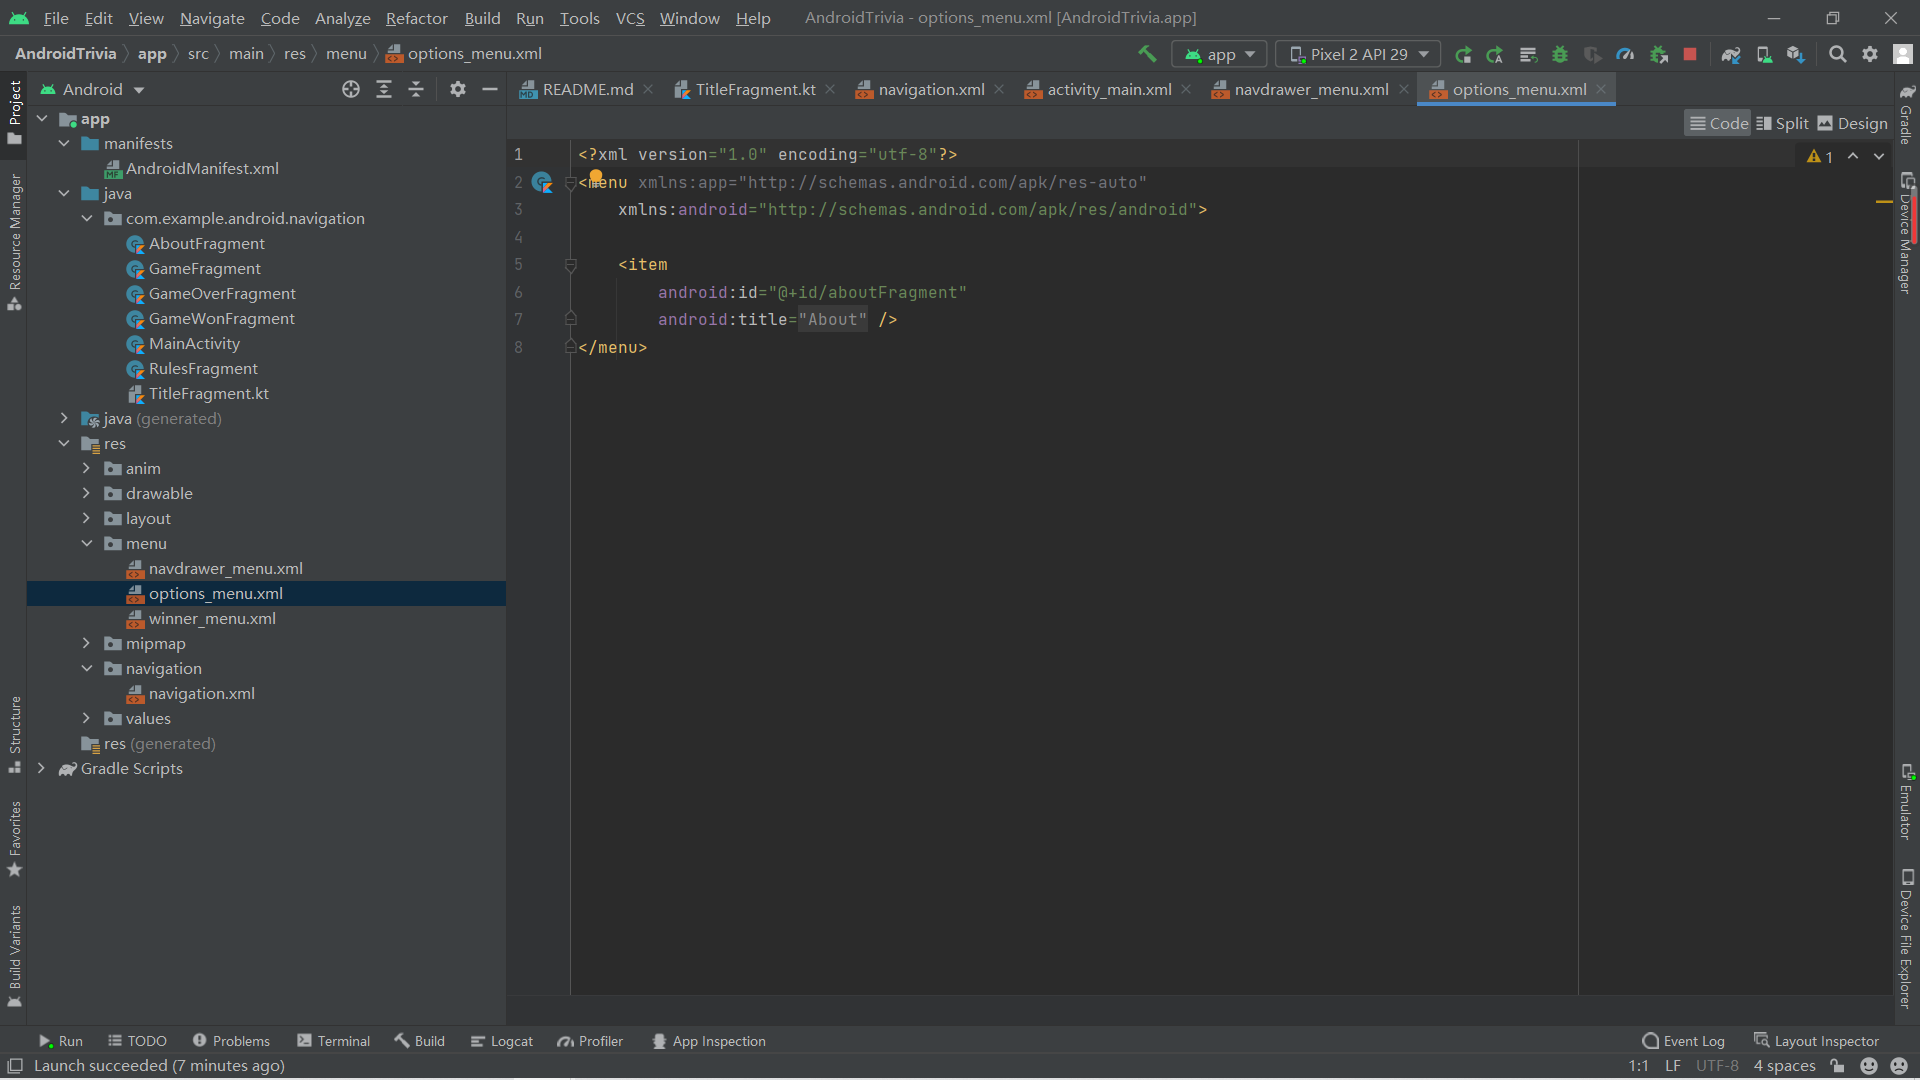 File Edit View Navigate Code Analyze Refactor Build Run Tools VCS Window Help AndroidTrivia - options_menu.xml [AndroidTrivia.app]
AndroidTrivia app src main res menu options_menu.xml app Pixel 2 API 29
Android README.md TitleFragment.kt navigation.xml activity_main.xml navdrawer_menu.xml options_menu.xml
Code Split Design
Project
Resource Manager
Structure
Favorites
Build Variants
app
manifests
AndroidManifest.xml
java
com.example.android.navigation
AboutFragment
GameFragment
GameOverFragment
GameWonFragment
MainActivity
RulesFragment
TitleFragment.kt
java (generated)
res
anim
drawable
layout
menu
navdrawer_menu.xml
options_menu.xml
winner_menu.xml
mipmap
navigation
navigation.xml
values
res (generated)
Gradle Scripts
1 <?xml version="1.0" encoding="utf-8"?>
2 <menu xmlns:app="http://schemas.android.com/apk/res-auto"
3 xmlns:android="http://schemas.android.com/apk/res/android">
4
5 <item
6 android:id="@+id/aboutFragment"
7 android:title="About" />
8 </menu>
1
Gradle
Device Manager
Emulator
Device File Explorer
Run TODO Problems Terminal Build Logcat Profiler App Inspection Event Log Layout Inspector
Launch succeeded (7 minutes ago) 1:1 LF UTF-8 4 spaces